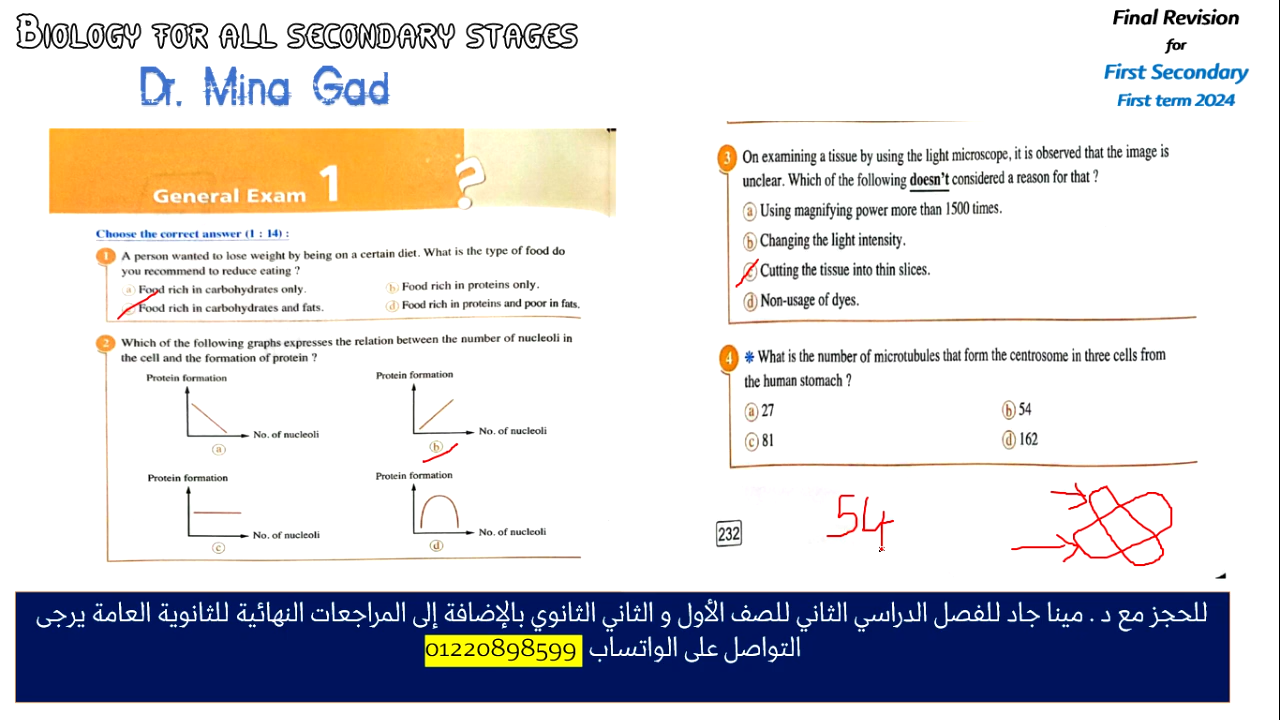 BIOLOGY FOR ALL SECONDARY STAGES
Dr. Mina Gad
Final Revision
for
First Secondary
First term 2024
General Exam 1
?
Choose the correct answer (1 : 14) :
1 A person wanted to lose weight by being on a certain diet. What is the type of food do
you recommend to reduce eating ?
a Food rich in carbohydrates only.
b Food rich in proteins only.
Food rich in carbohydrates and fats.
d Food rich in proteins and poor in fats.
2 Which of the following graphs expresses the relation between the number of nucleoli in
the cell and the formation of protein ?
Protein formation
No. of nucleoli
a
Protein formation
No. of nucleoli
b
Protein formation
No. of nucleoli
c
Protein formation
No. of nucleoli
d
3 On examining a tissue by using the light microscope, it is observed that the image is
unclear. Which of the following doesn't considered a reason for that ?
a Using magnifying power more than 1500 times.
b Changing the light intensity.
c Cutting the tissue into thin slices.
d Non-usage of dyes.
4 * What is the number of microtubules that form the centrosome in three cells from
the human stomach ?
a 27
b 54
c 81
d 162
232
54
للحجز مع د . مينا جاد للفصل الدراسي الثاني للصف الأول و الثاني الثانوي بالإضافة إلى المراجعات النهائية للثانوية العامة يرجى
التواصل على الواتساب 01220898599